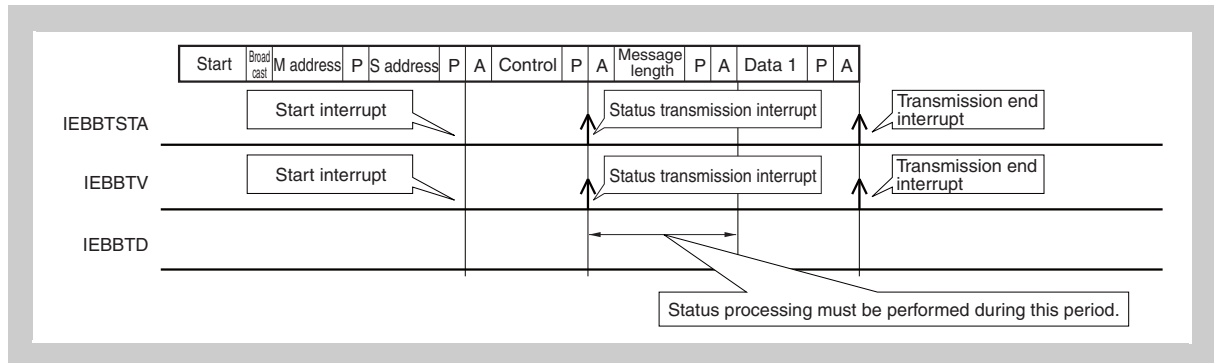 Start Broad cast M address P S address P A Control P A Message length P A Data 1 P A
Start interrupt
Status transmission interrupt
Transmission end
interrupt
IEBBTSTA
Start interrupt
Status transmission interrupt
Transmission end
interrupt
IEBBTV
IEBBTD
Status processing must be performed during this period.